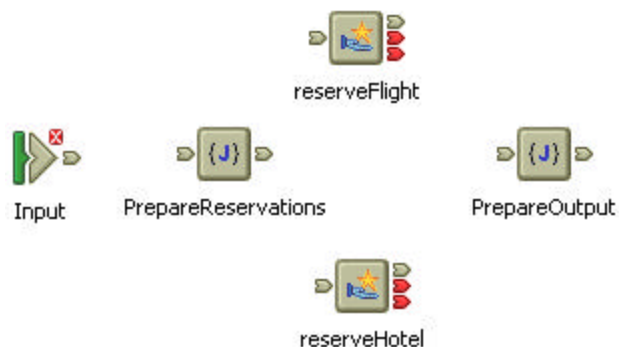 reserveFlight
Input
{J}
PrepareReservations
{J}
PrepareOutput
reserveHotel